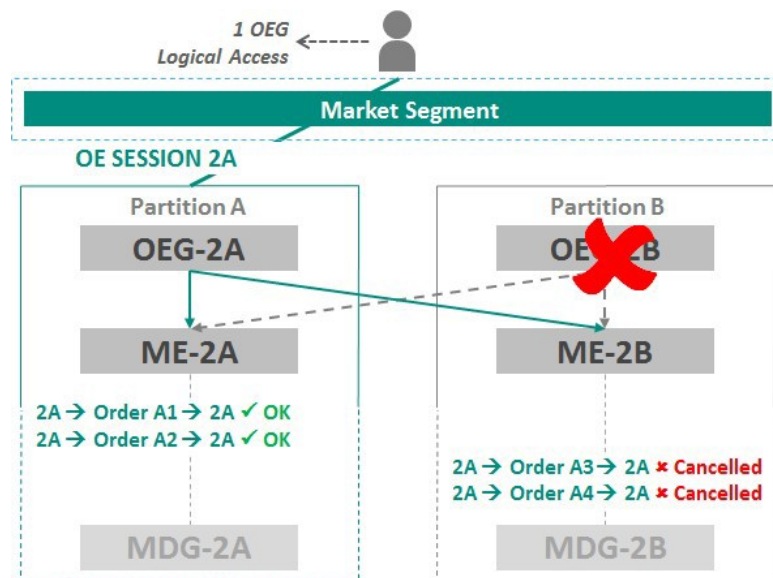 1 OEG
Logical Access
Market Segment
OE SESSION 2A
Partition A
Partition B
OEG-2A
ME-2A
ME-2B
2A → Order A1 → 2A ✓ OK
2A → Order A2 → 2A ✓ OK
2A → Order A3 → 2A ✘ Cancelled
2A → Order A4 → 2A ✘ Cancelled
MDG-2A
MDG-2B